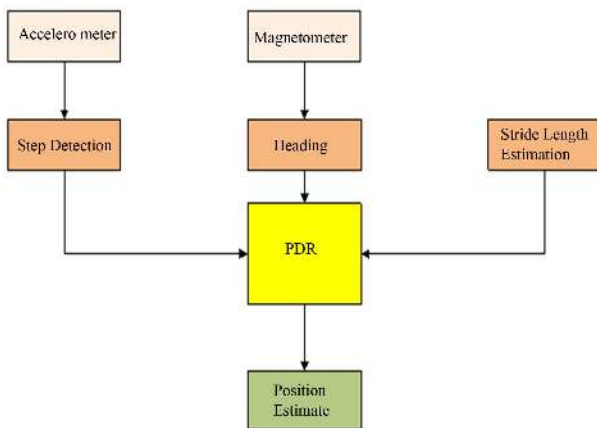 Accelero meter
Magnetometer
Step Detection
Heading
Stride Length
Estimation
PDR
Position
Estimate